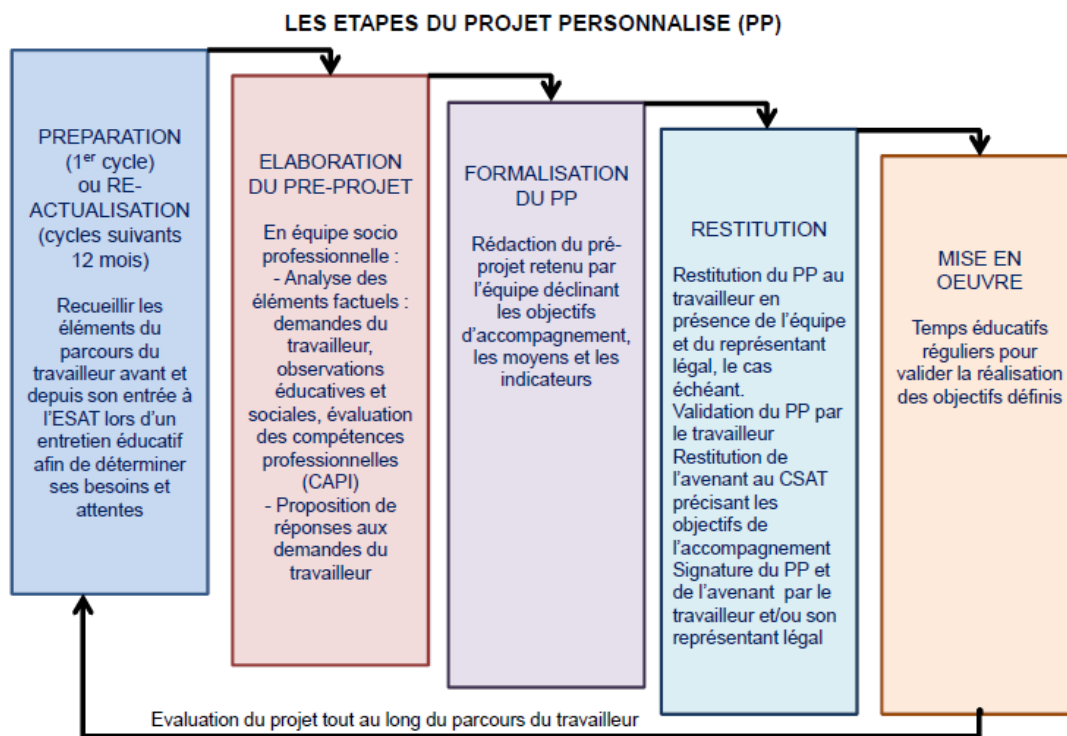 LES ETAPES DU PROJET PERSONNALISE (PP)
PREPARATION
(1er cycle)
ou RE-
ACTUALISATION
(cycles suivants
12 mois)
Recueillir les
éléments du
parcours du
travailleur avant et
depuis son entrée à
l'ESAT lors d'un
entretien éducatif
afin de déterminer
ses besoins et
attentes
ELABORATION
DU PRE-PROJET
En équipe socio
professionnelle :
- Analyse des
éléments factuels :
demandes du
travailleur,
observations
éducatives et
sociales, évaluation
des compétences
professionnelles
(CAPI)
- Proposition de
réponses aux
demandes du
travailleur
FORMALISATION
DU PP
Rédaction du pré-
projet retenu par
l'équipe déclinant
les objectifs
d'accompagnement,
les moyens et les
indicateurs
RESTITUTION
Restitution du PP au
travailleur en
présence de l'équipe
et du représentant
légal, le cas
échéant.
Validation du PP par
le travailleur
Restitution de
l'avenant au CSAT
précisant les
objectifs de
l'accompagnement
Signature du PP et
de l'avenant  par le
travailleur et/ou son
représentant légal
MISE EN
OEUVRE
Temps éducatifs
réguliers pour
valider la réalisation
des objectifs définis
Evaluation du projet tout au long du parcours du travailleur